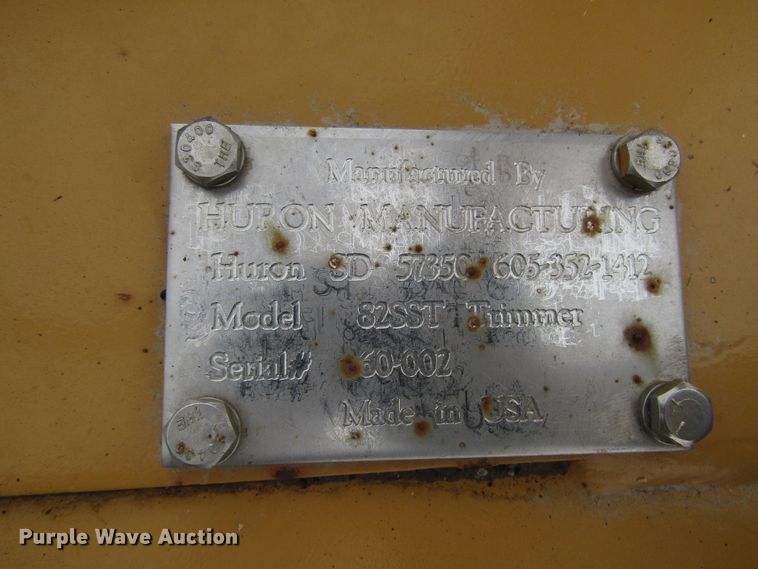 Manufactured By
HURON MANUFACTURING
Huron SD 57350 605-352-1412
Model 82SST Trimmer
Serial# 60-002
Made in USA
THE
Purple Wave Auction